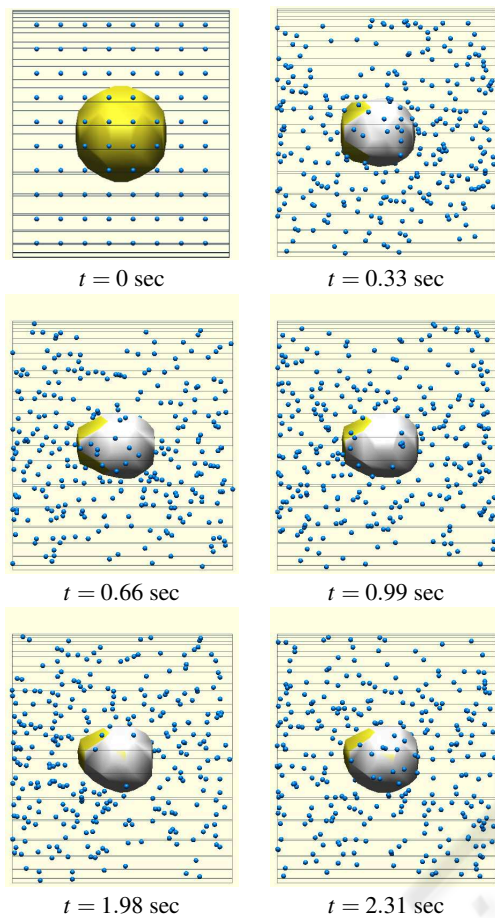 t = 0 sec
t = 0.33 sec
t = 0.66 sec
t = 0.99 sec
t = 1.98 sec
t = 2.31 sec